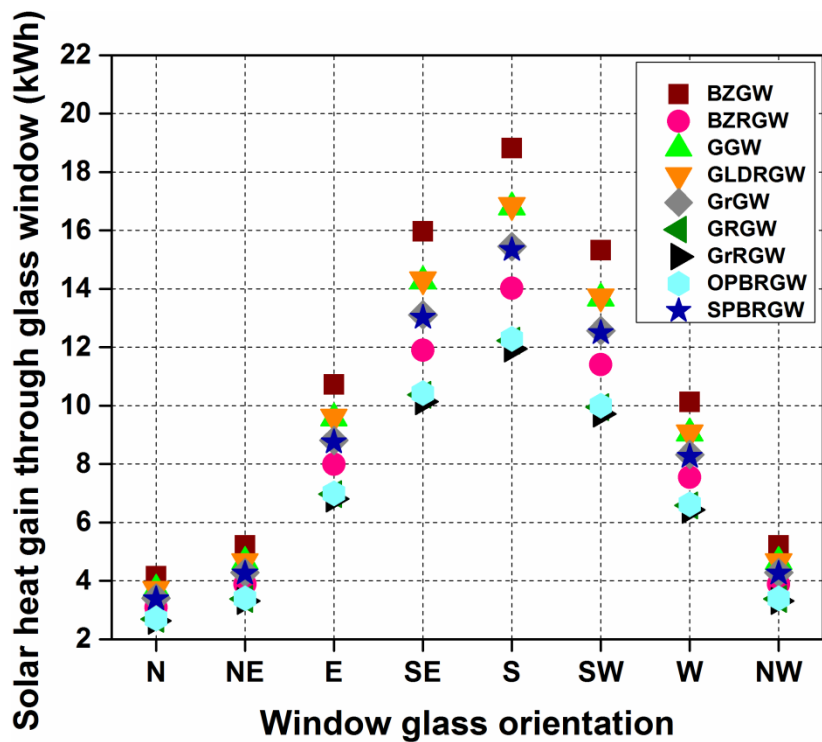 Solar heat gain through glass window (kWh)
22
20
18
16
14
12
10
8
6
4
2
BZGW
BZRGW
GGW
GLDRGW
GrGW
GRGW
GrRGW
OPBRGW
SPBRGW
N NE E SE S SW W NW
Window glass orientation